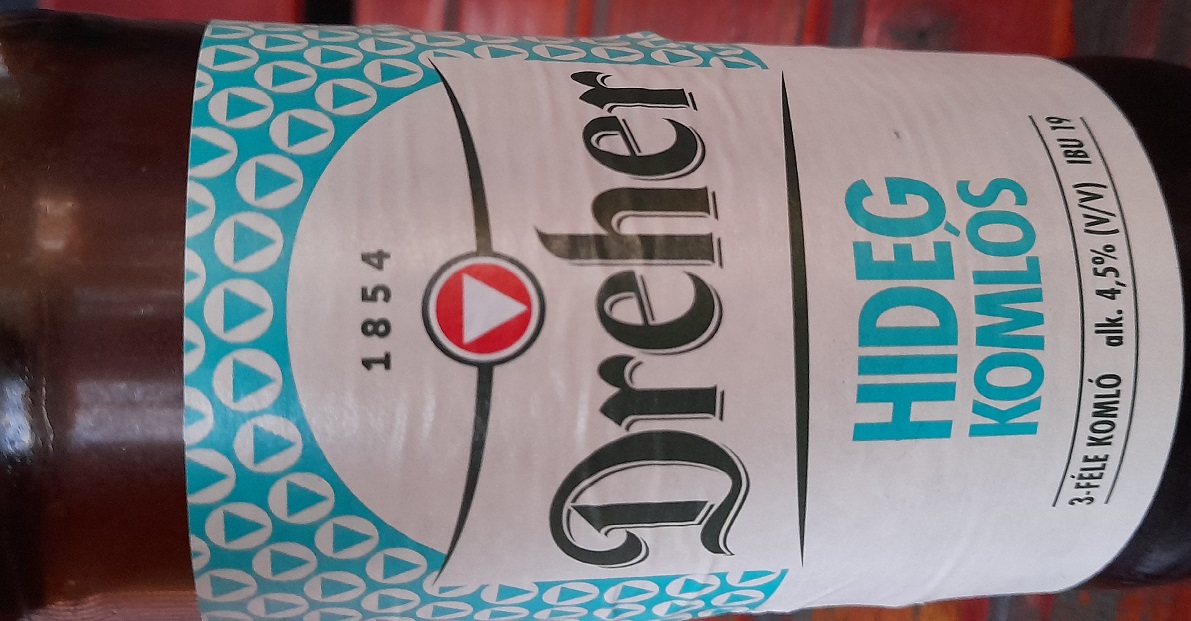 1854
Dreher
HIDEG
KOMLÓS
3-FÉLE KOMLÓ alk. 4,5% (V/V) IBU 19